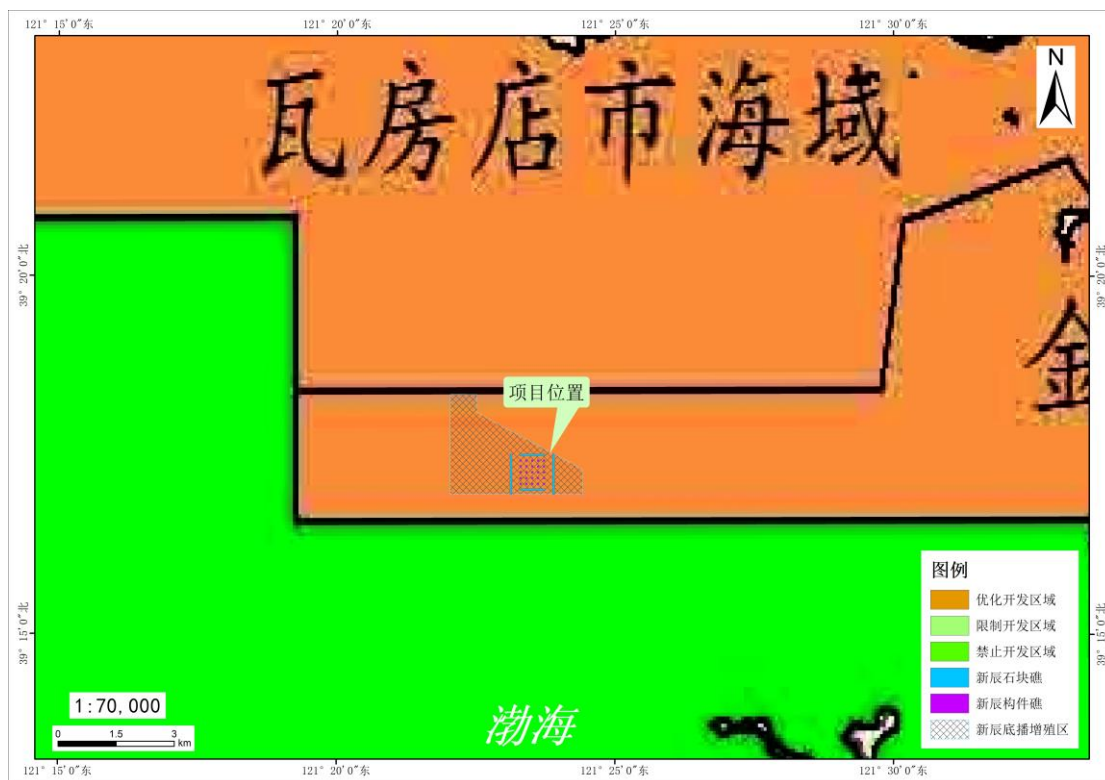 121° 15'0"东
121° 20'0"东
121° 25'0"东
121° 30'0"东
N
瓦房店市海域
39° 20'0"北
39° 20'0"北
金
项目位置
39° 15'0"北
39° 15'0"北
图例
优化开发区域
限制开发区域
禁止开发区域
新辰石块礁
新辰构件礁
新辰底播增殖区
1:70,000
0 1.5 3
km
渤海
121° 15'0"东
121° 20'0"东
121° 25'0"东
121° 30'0"东